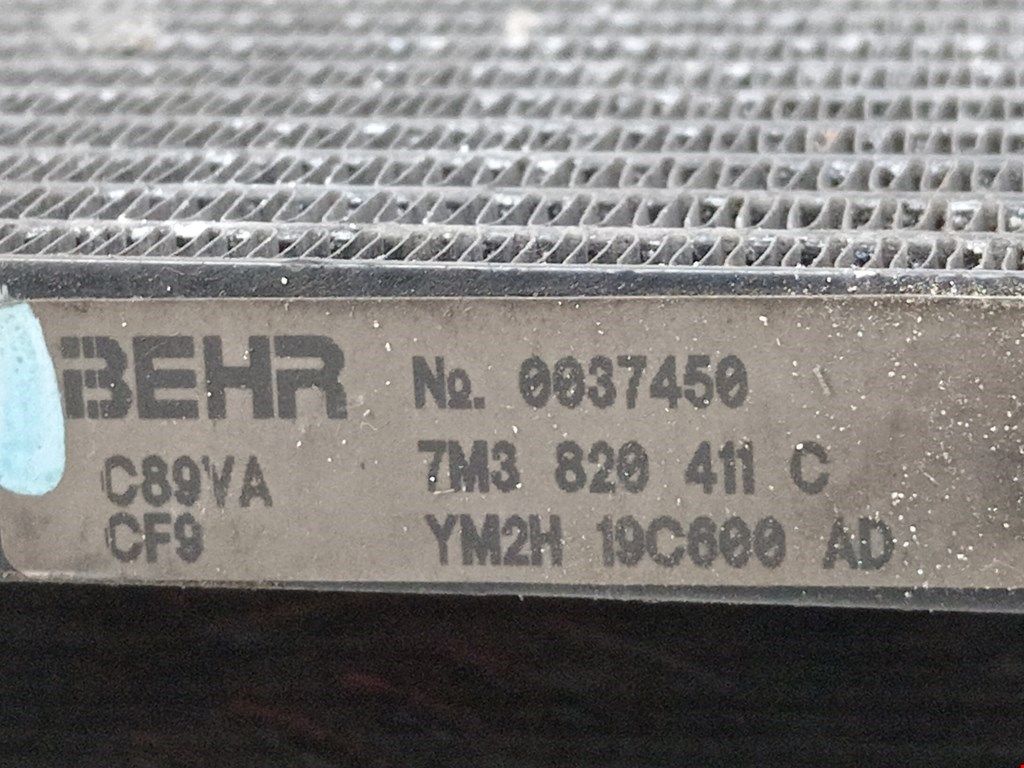 BEHR № . 0037450
C89VA 7M3 820 411 C
CF9 YM2H 19C600 AD